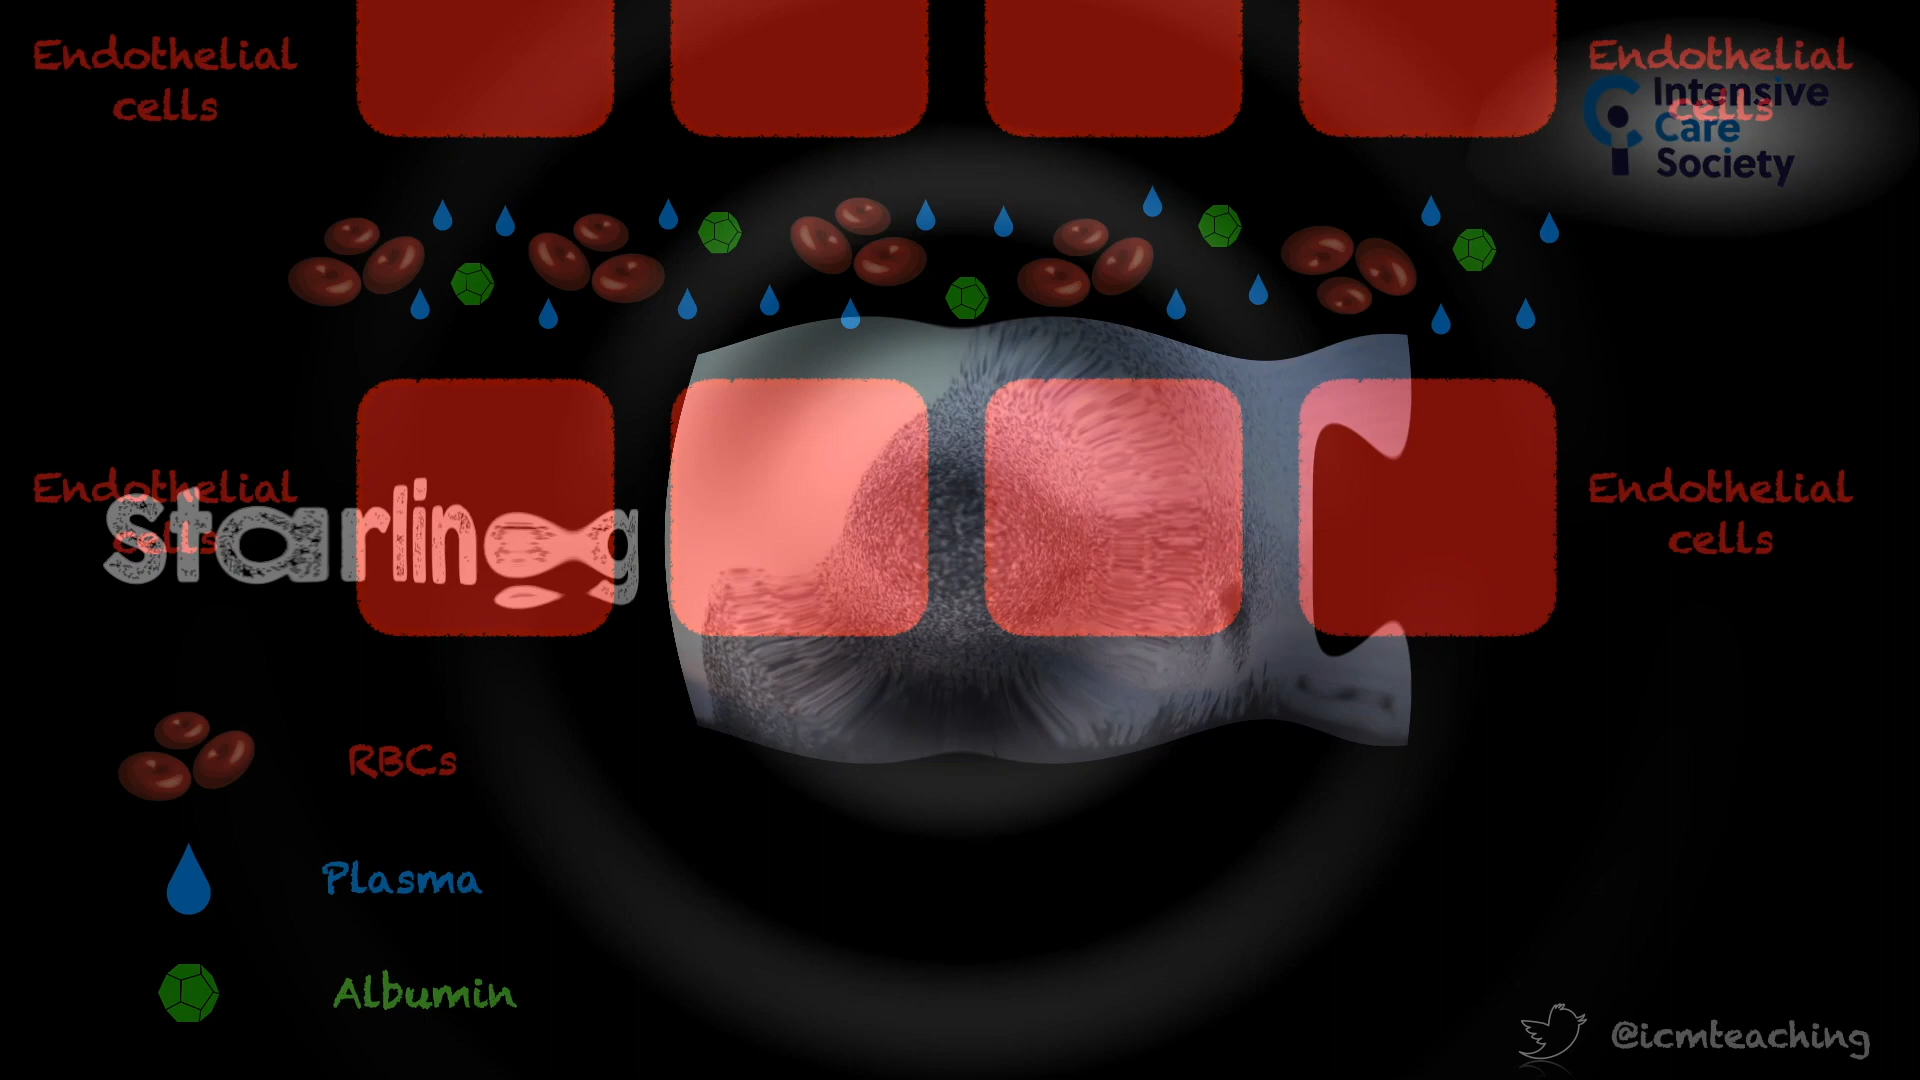 Endothelial
cells
Endothelial
cells
Intensive
Care
Society
Endothelial
cells
Starling
Endothelial
cells
RBCs
Plasma
Albumin
@icmteaching